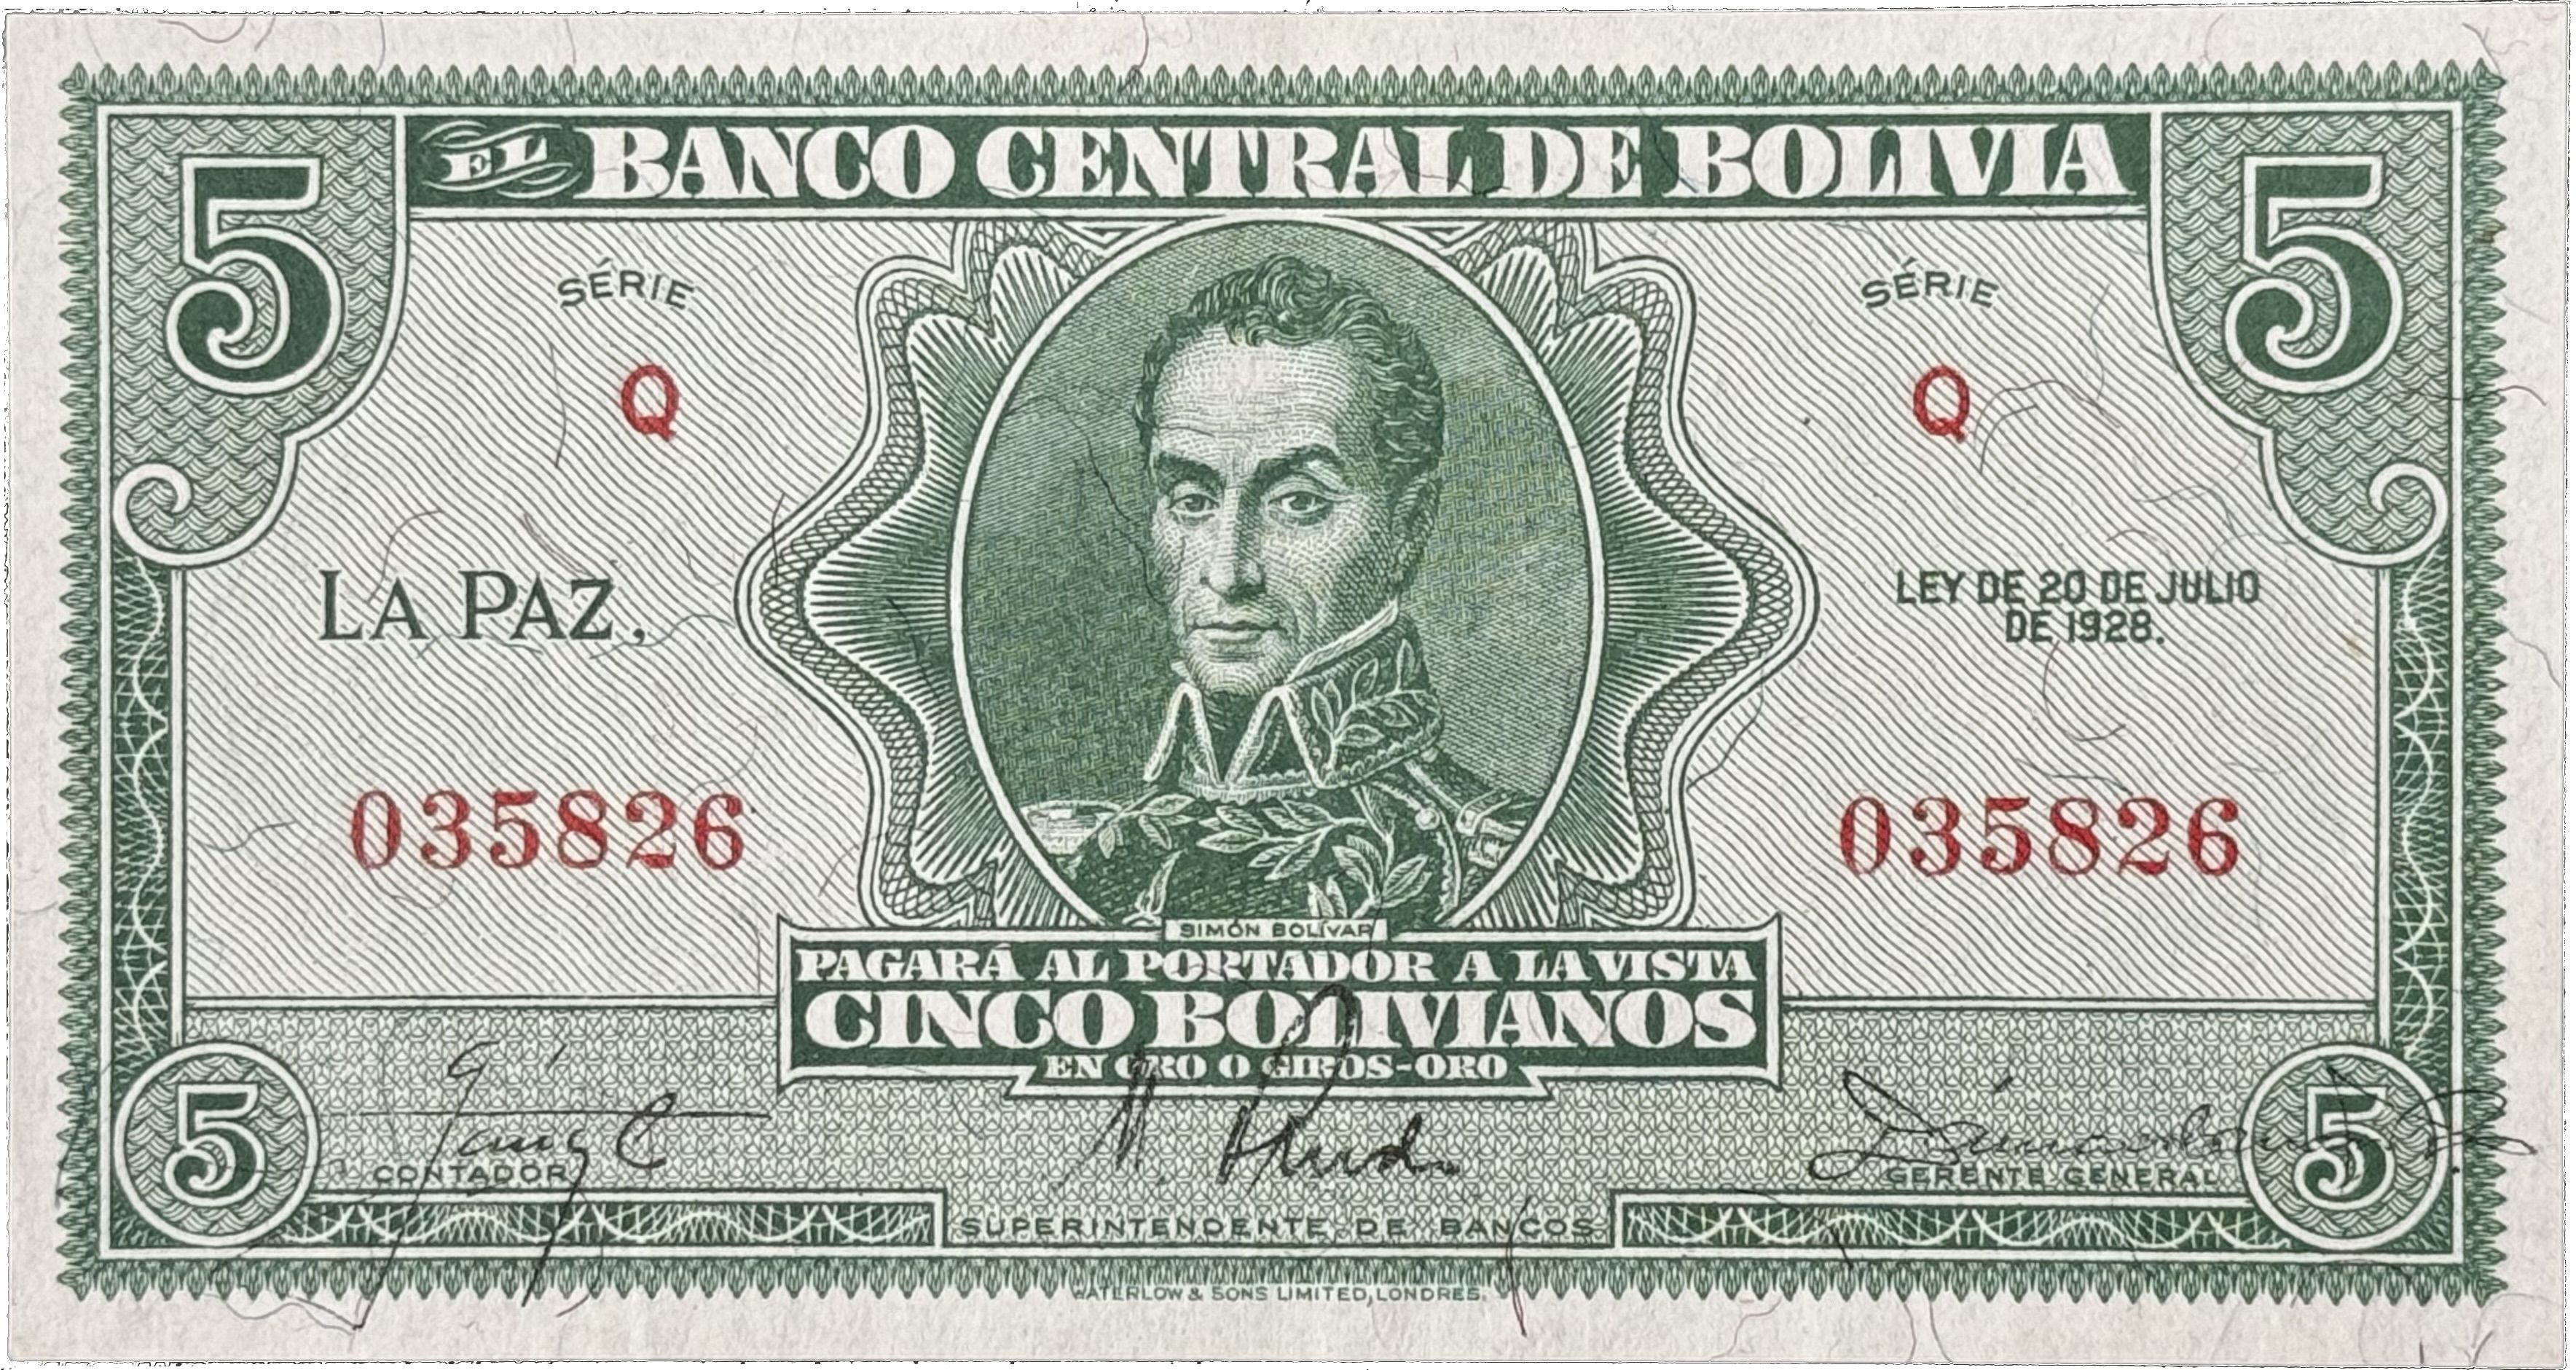 5 EL BANCO CENTRAL DE BOLIVIA 5
SÉRIE SÉRIE
Q Q
LA PAZ,
LEY DE 20 DE JULIO
DE 1928.
035826 035826
SIMÓN BOLÍVAR
PAGARÁ AL PORTADOR A LA VISTA
CINCO BOLIVIANOS
EN ORO O GIROS-ORO
5 5
CONTADOR GERENTE GENERAL
SUPERINTENDENTE DE BANCOS
WATERLOW & SONS LIMITED, LONDRES.